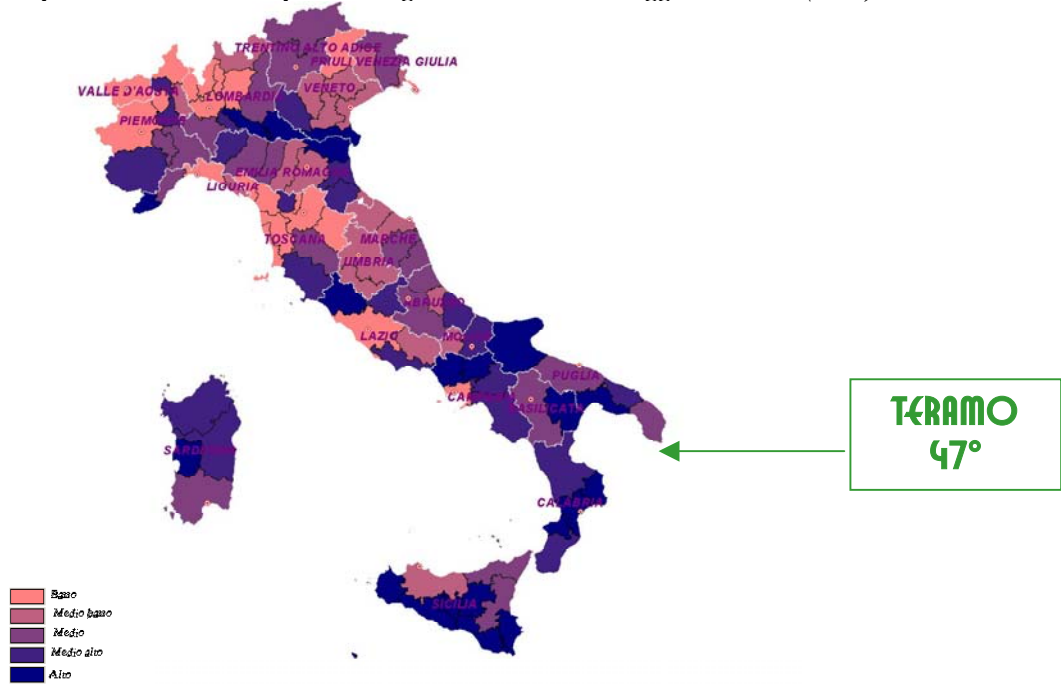 TRENTINO ALTO ADIGE
FRIULI VENEZIA GIULIA
VALLE D'AOSTA
LOMBARDIA
VENETO
PIEMONTE
EMILIA ROMAGNA
LIGURIA
TOSCANA
MARCHE
UMBRIA
ABRUZZO
LAZIO
MOLISE
PUGLIA
CAMPANIA
BASILICATA
TERAMO
47°
SARDEGNA
CALABRIA
SICILIA
Basso
Medio basso
Medio
Medio alto
Alto